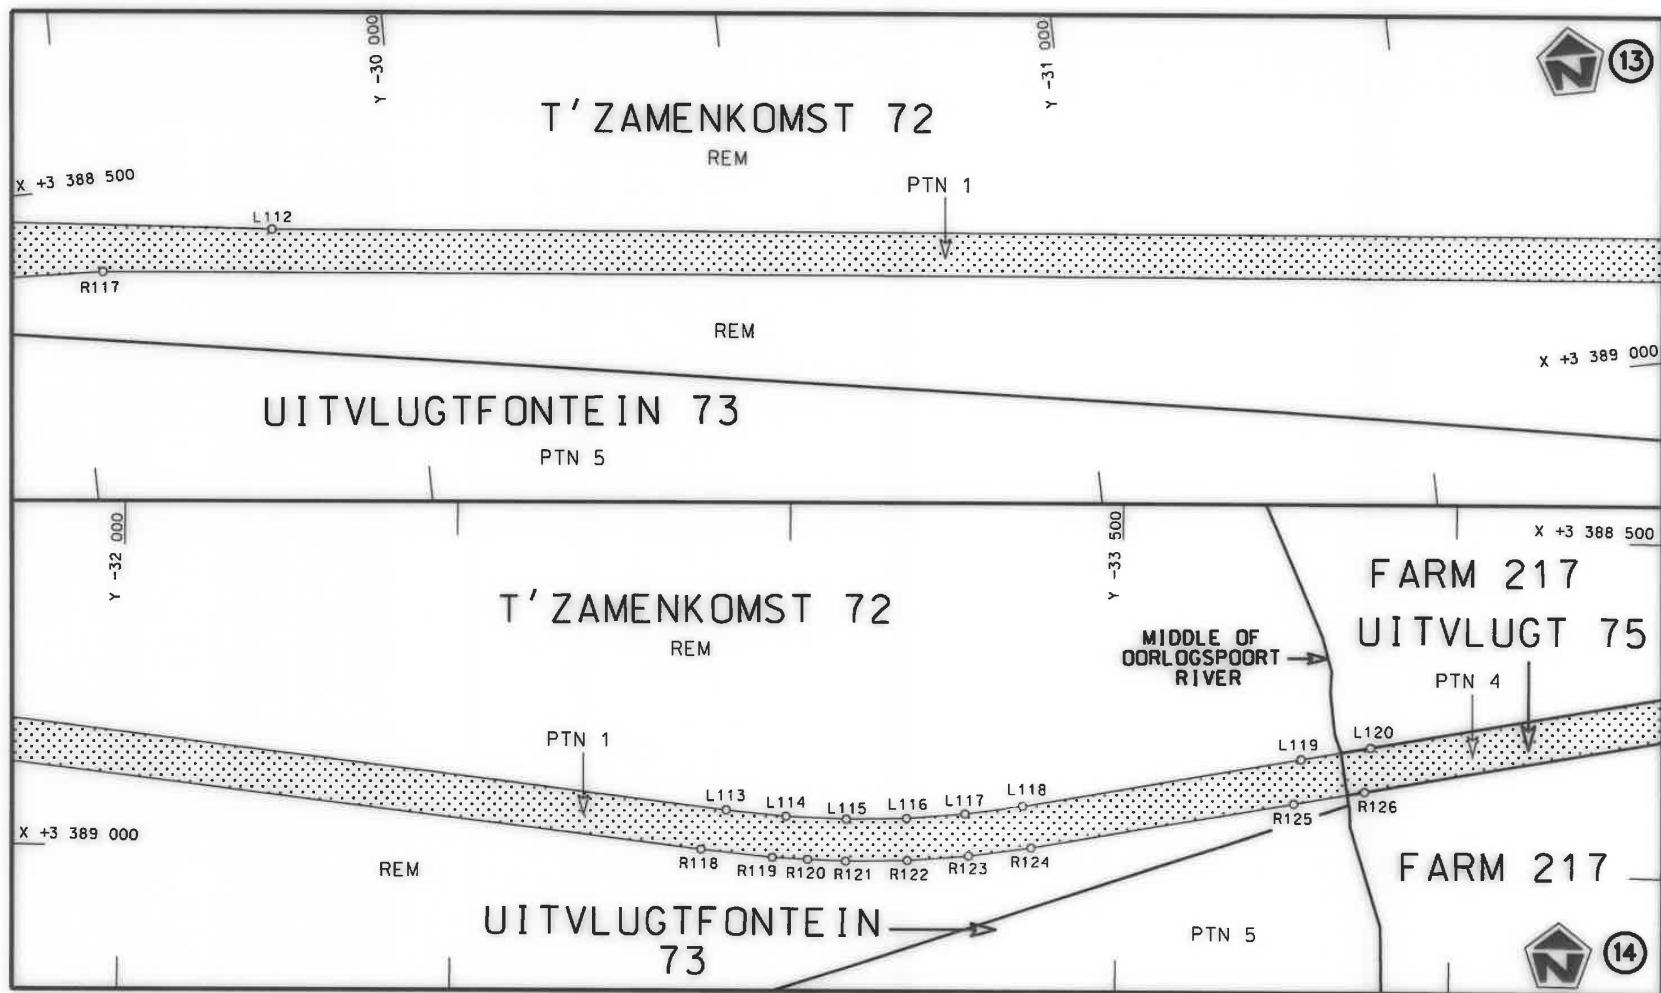 Y -30 000
Y -31 000
N 13
T'ZAMENKOMST 72
REM
PTN 1
X +3 388 500
L112
R117
REM
X +3 389 000
UITVLUGTFONTEIN 73
PTN 5
Y -32 000
Y -33 500
X +3 388 500
FARM 217
T'ZAMENKOMST 72
REM
MIDDLE OF
OORLOGSPOORT
RIVER
UITVLUGT 75
PTN 4
PTN 1
L113
L114
L115
L116
L117
L118
L119
L120
X +3 389 000
R118
R119
R120
R121
R122
R123
R124
R125
R126
REM
FARM 217
UITVLUGTFONTEIN
73
PTN 5
N 14